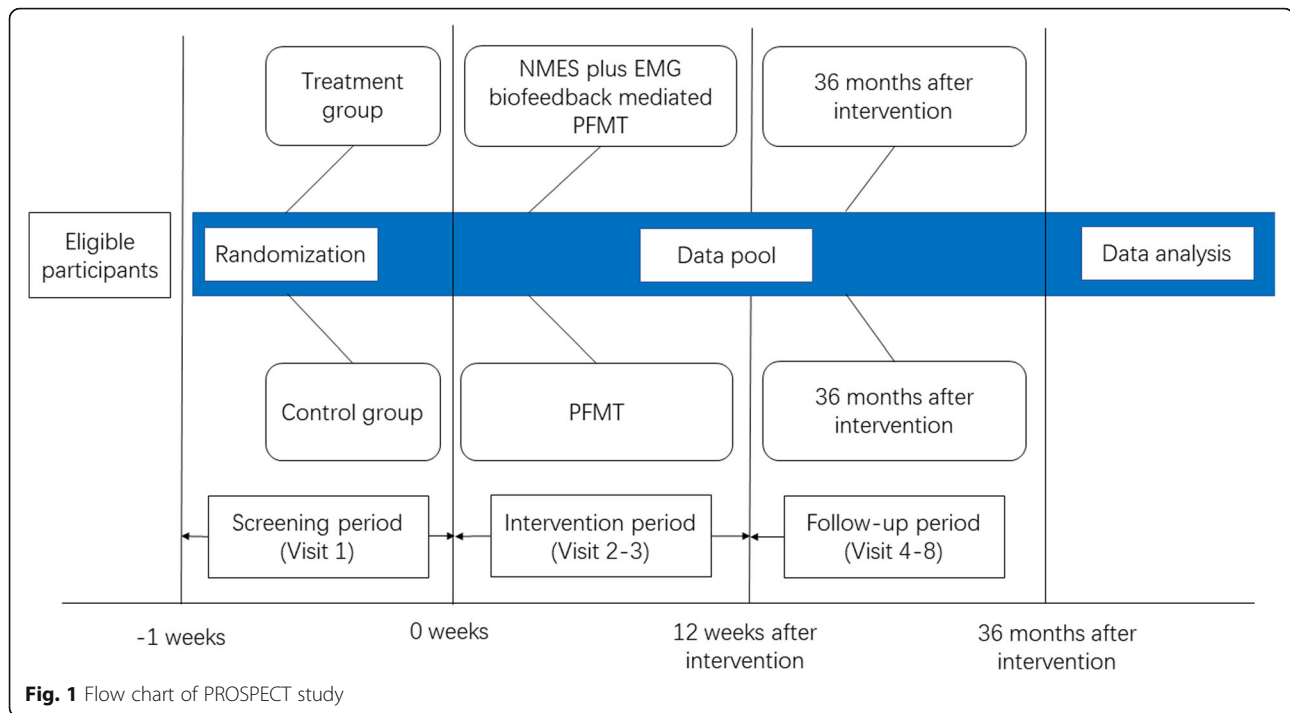 Treatment
group
NMES plus EMG
biofeedback mediated
PFMT
36 months after
intervention
Eligible
participants
Randomization
Data pool
Data analysis
Control group
PFMT
36 months after
intervention
Screening period
(Visit 1)
Intervention period
(Visit 2-3)
Follow-up period
(Visit 4-8)
-1 weeks
0 weeks
12 weeks after
intervention
36 months after
intervention
Fig. 1 Flow chart of PROSPECT study